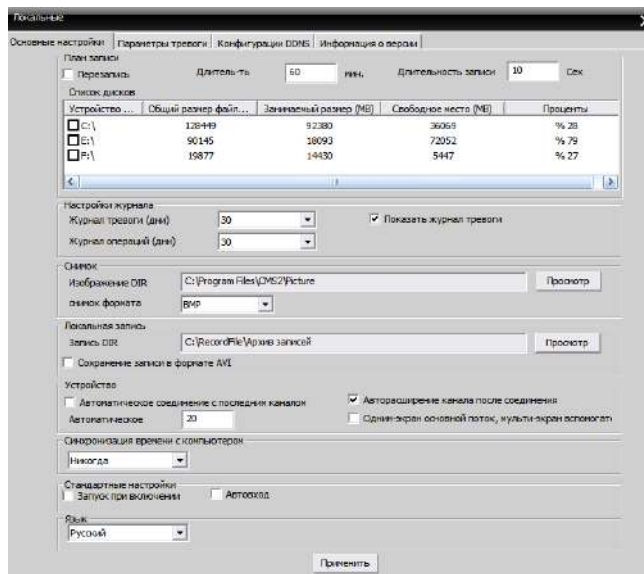 Локальные
Основные настройки Параметры тревоги Конфигурации DDNS Информация о версии
План записи
Перезапись Длитель-ть 60 мин. Длительность записи 10 Сек
Список дисков
Устройство ... Общий размер файл... Занимаемый размер (MB) Свободное место (MB) Проценты
C:\ 128449 92380 36069 % 28
E:\ 90145 18093 72052 % 79
F:\ 19877 14430 5447 % 27
Настройки журнала
Журнал тревоги (дни) 30 Показать журнал тревоги
Журнал операций (дни) 30
Снимок
Изображение DIR C:\Program Files\CMS2\Picture Просмотр
снимок формата BMP
Локальная запись
Запись DIR C:\RecordFile\Архив записей Просмотр
Сохранение записи в формате AVI
Устройство
Автоматическое соединение с последним каналом Авторасширение канала после соединения
Автоматическое 20 Один-экран основной поток, мульти-экран вспомогат
Синхронизация времени с компьютером
Никогда
Стандартные настройки
Запуск при включении Автовход
Язык
Русский
Применить